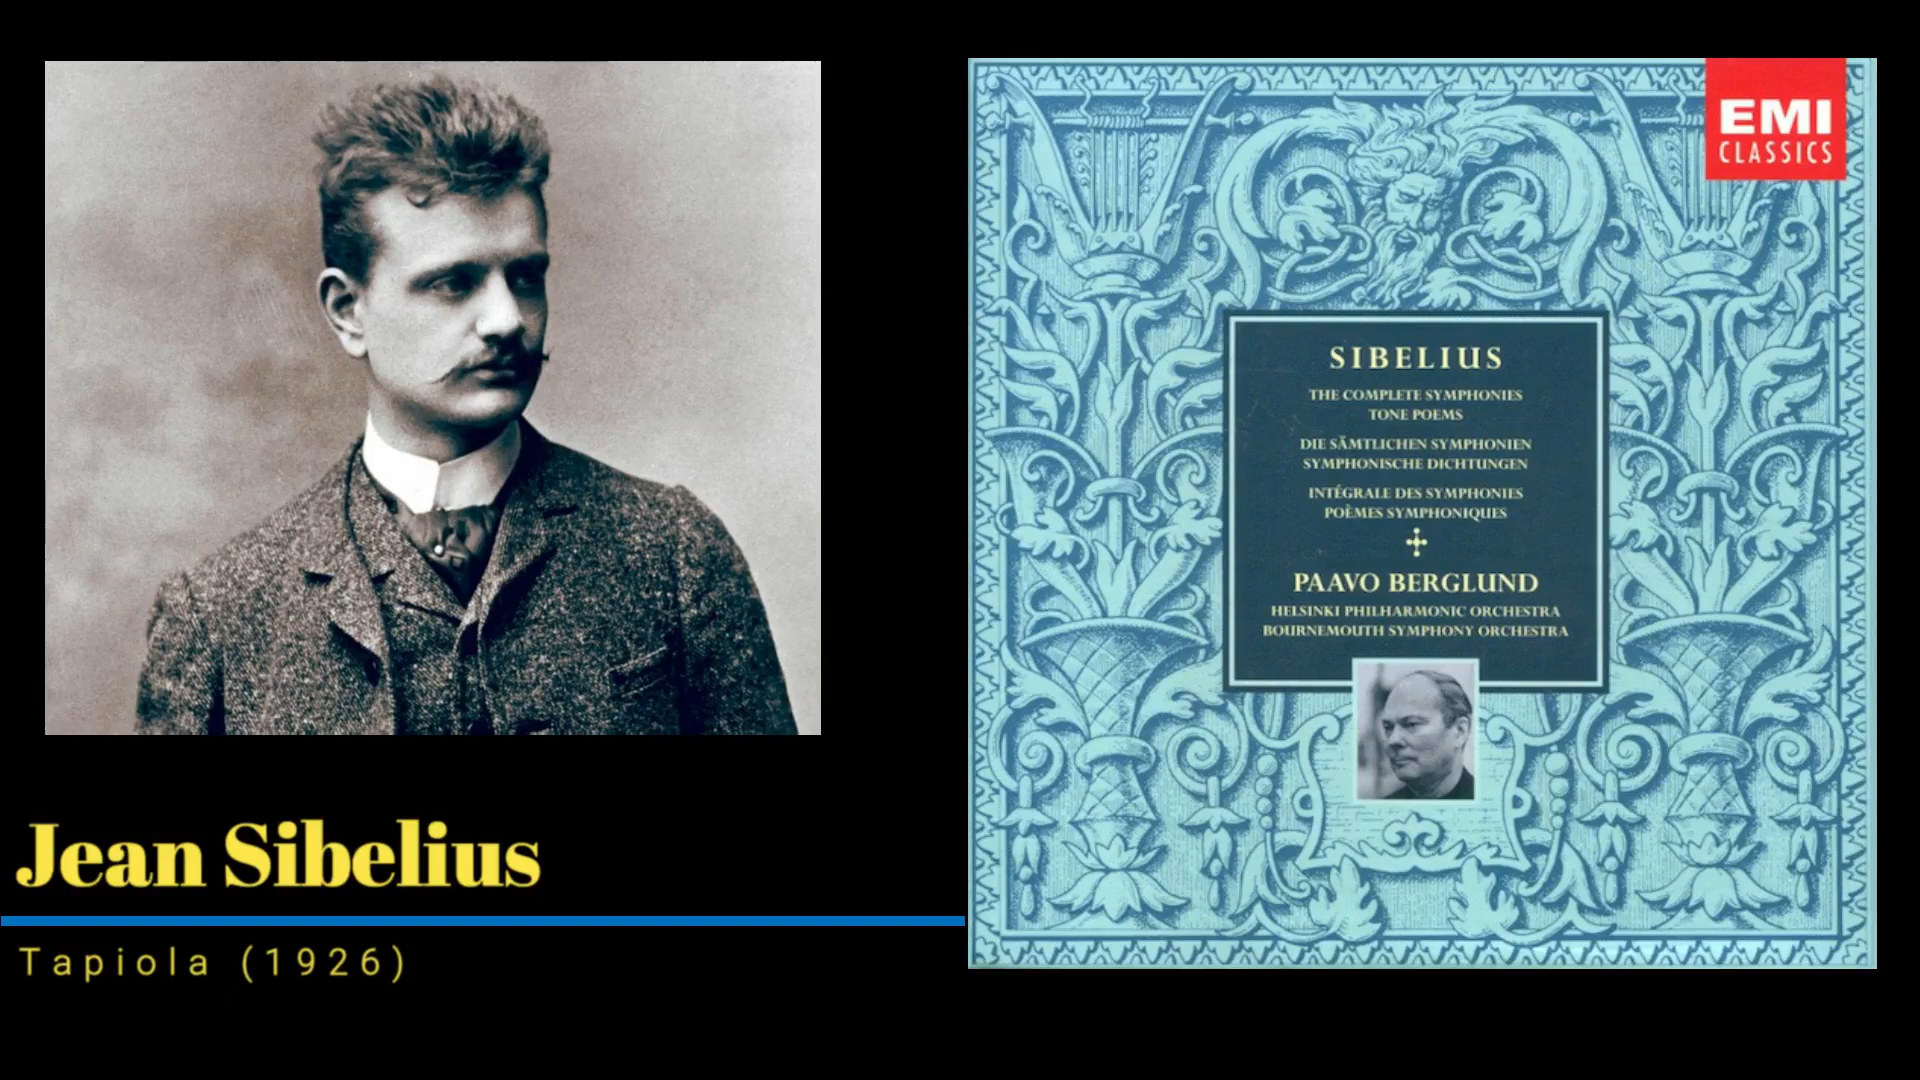 Jean Sibelius
Tapiola (1926)
EMI
CLASSICS
SIBELIUS
THE COMPLETE SYMPHONIES
TONE POEMS
DIE SÄMTLICHEN SYMPHONIEN
SYMPHONISCHE DICHTUNGEN
INTÉGRALE DES SYMPHONIES
POÈMES SYMPHONIQUES
PAAVO BERGLUND
HELSINKI PHILHARMONIC ORCHESTRA
BOURNEMOUTH SYMPHONY ORCHESTRA